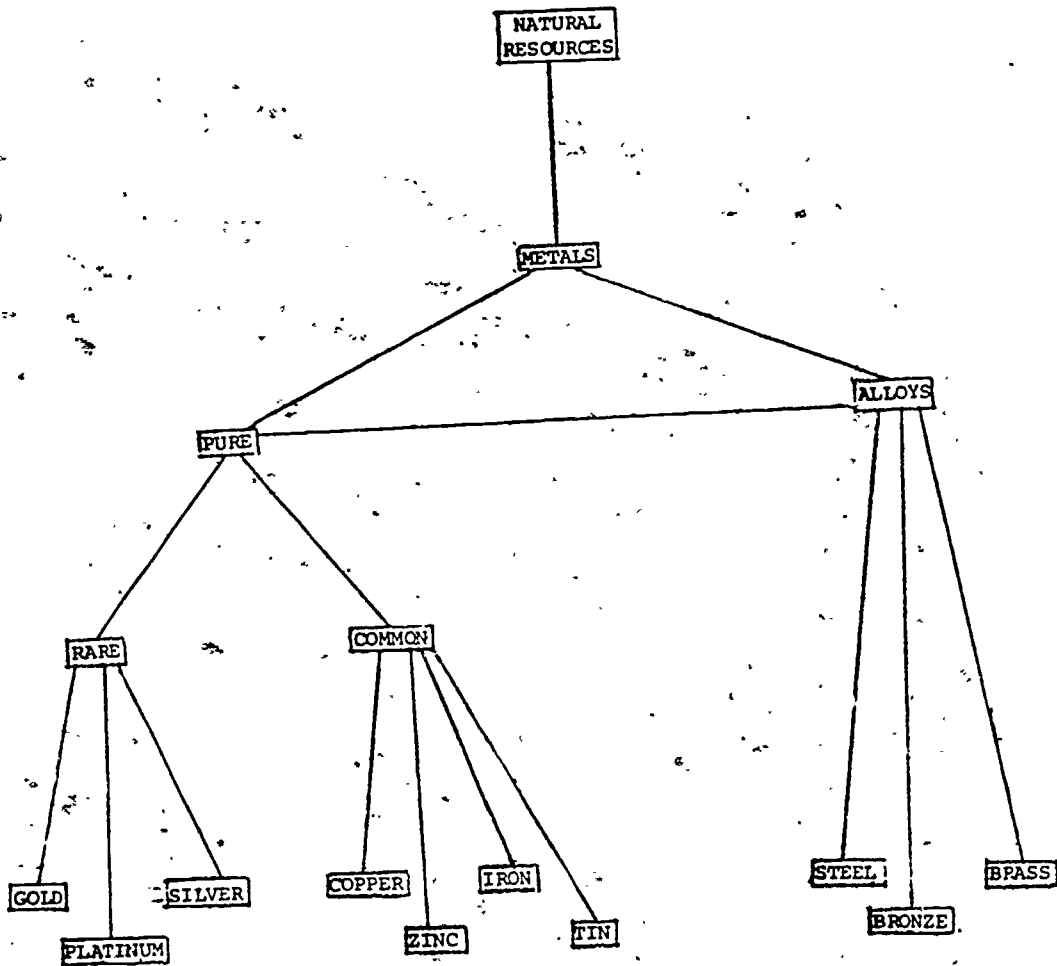 NATURAL
RESOURCES
METALS
ALLOYS
PURE
RARE
COMMON
GOLD
PLATINUM
SILVER
COPPER
ZINC
IRON
TIN
STEEL
BRONZE
BPASS